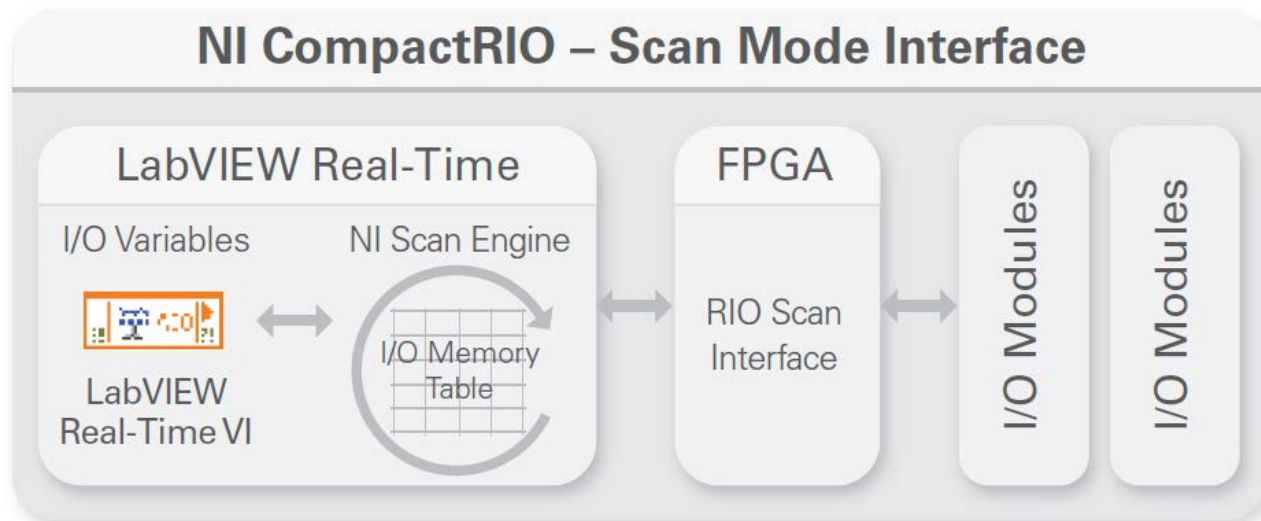 NI CompactRIO – Scan Mode Interface
LabVIEW Real-Time
I/O Variables
LabVIEW
Real-Time VI
NI Scan Engine
I/O Memory
Table
FPGA
RIO Scan
Interface
I/O Modules
I/O Modules